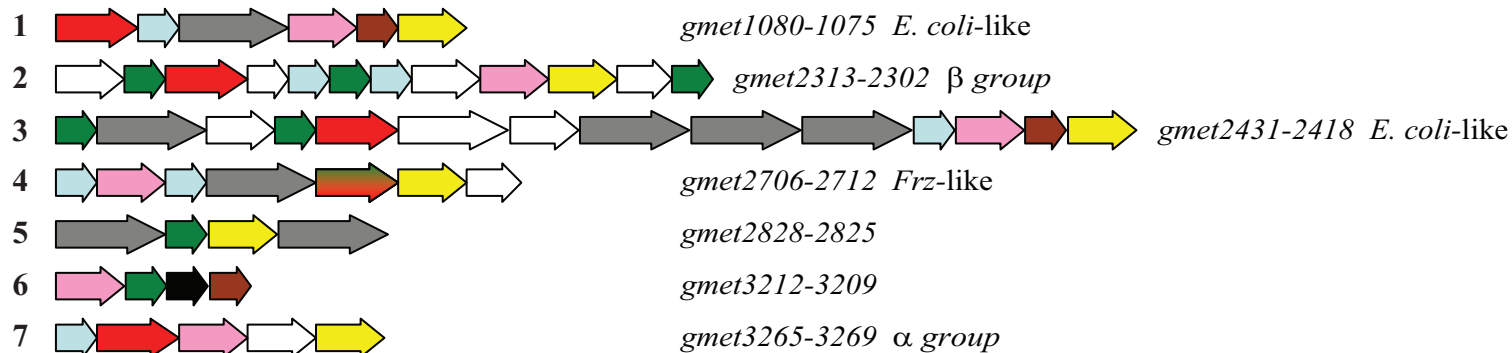 1 gmet1080-1075 E. coli-like
2 gmet2313-2302 β group
3 gmet2431-2418 E. coli-like
4 gmet2706-2712 Frz-like
5 gmet2828-2825
6 gmet3212-3209
7 gmet3265-3269 α group